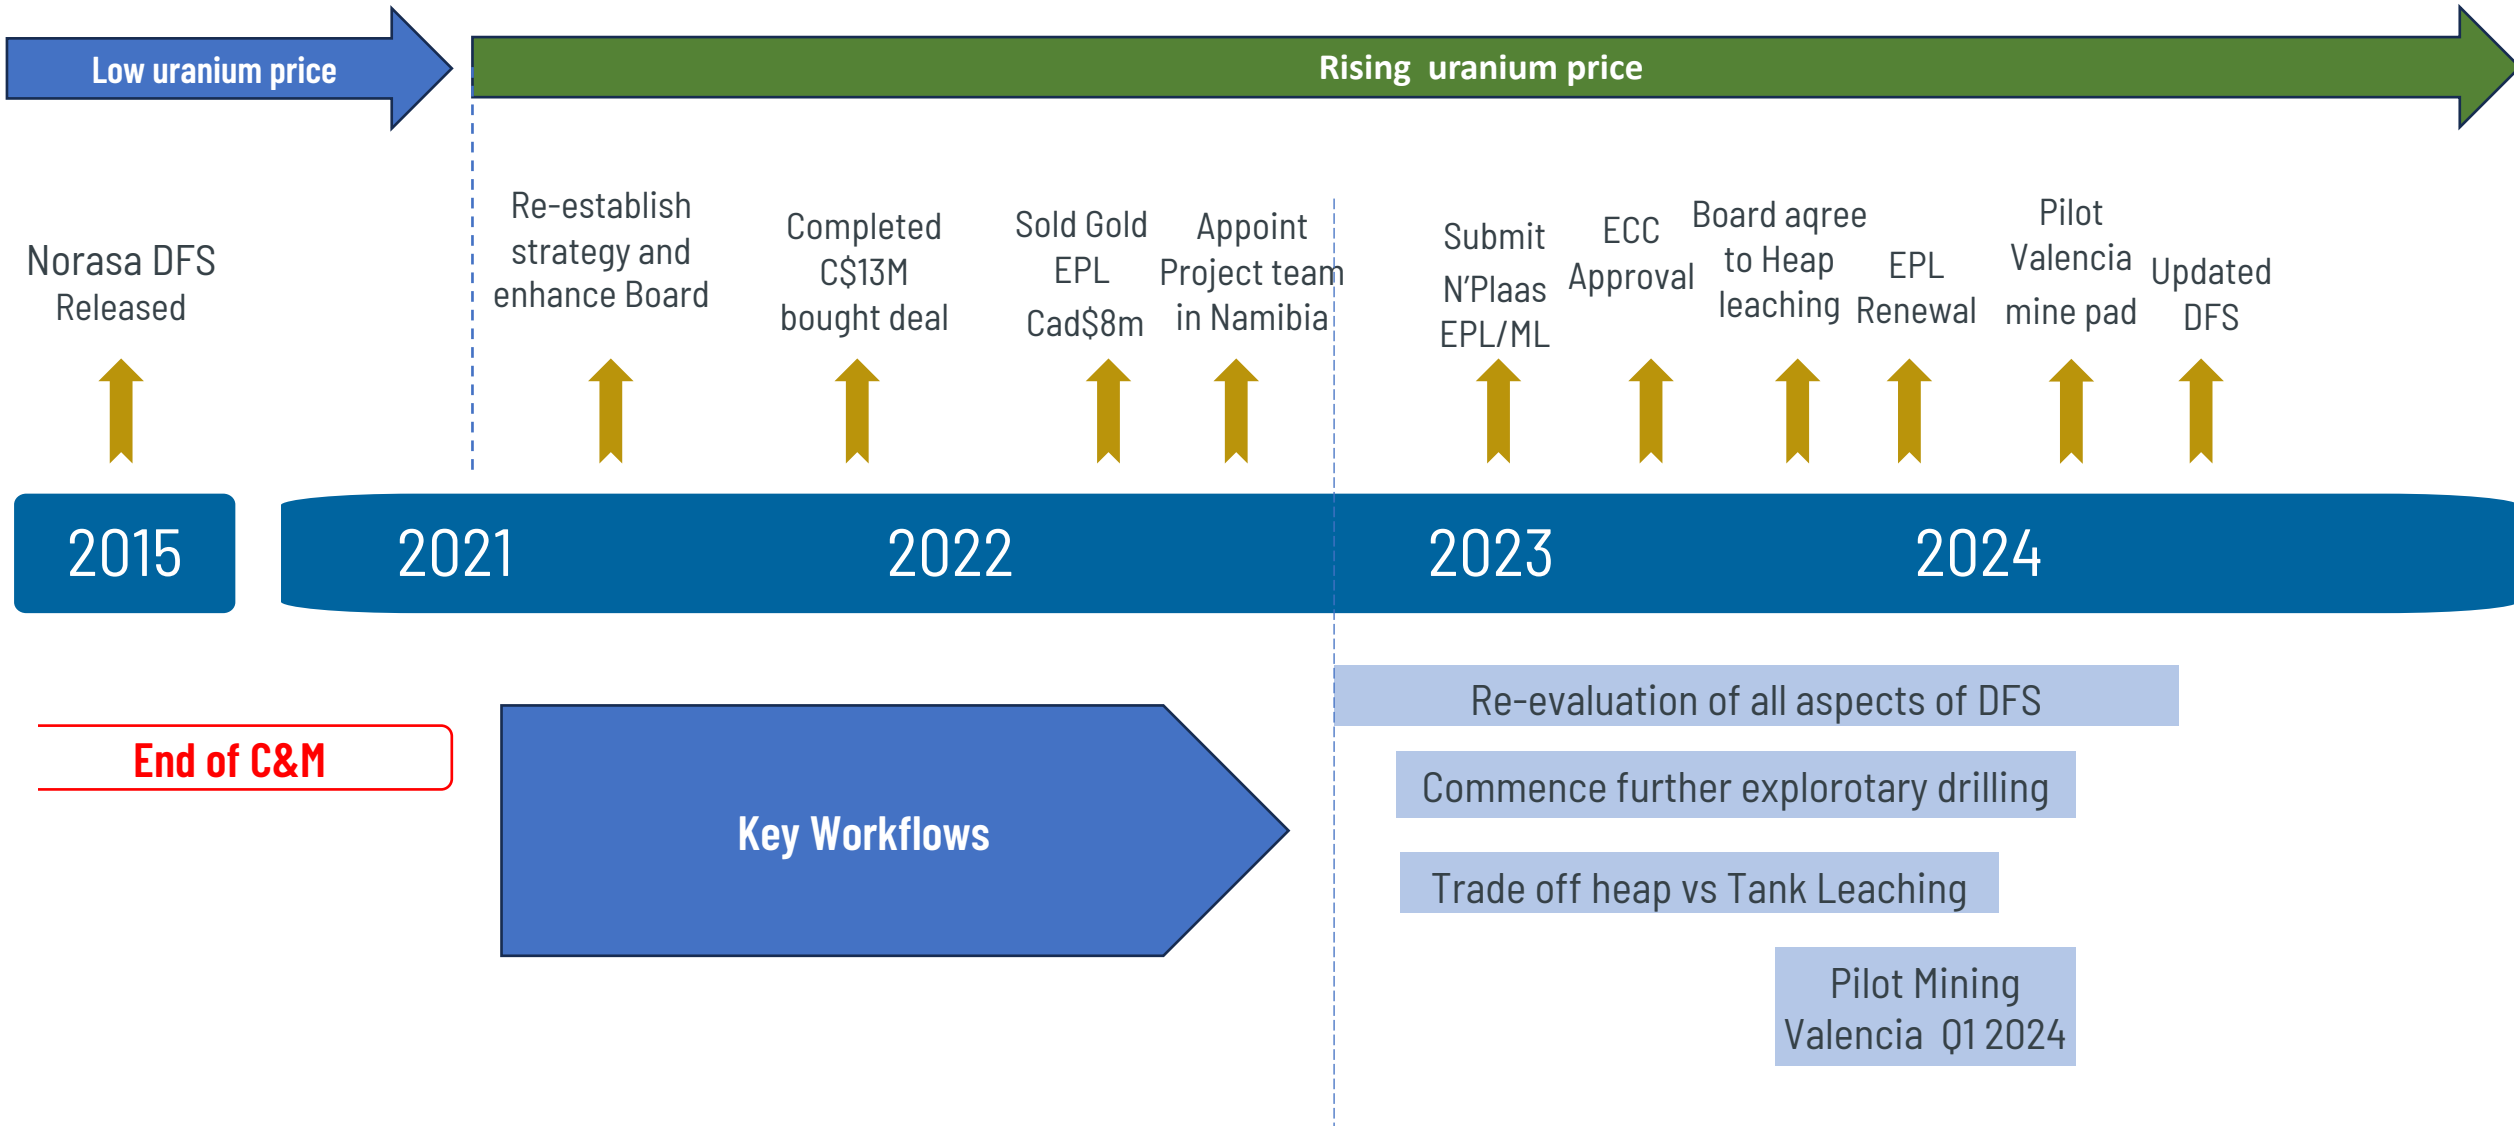 Low uranium price
Rising uranium price
Norasa DFS
Released
Re-establish
strategy and
enhance Board
Completed
C$13M
bought deal
Sold Gold
EPL
Cad$8m
Appoint
Project team
in Namibia
Submit
N'Plaas
EPL/ML
ECC
Approval
Board aqree
to Heap
leaching
EPL
Renewal
Pilot
Valencia
mine pad
Updated
DFS
2015
2021
2022
2023
2024
End of C&M
Key Workflows
Re-evaluation of all aspects of DFS
Commence further explorotary drilling
Trade off heap vs Tank Leaching
Pilot Mining
Valencia Q1 2024